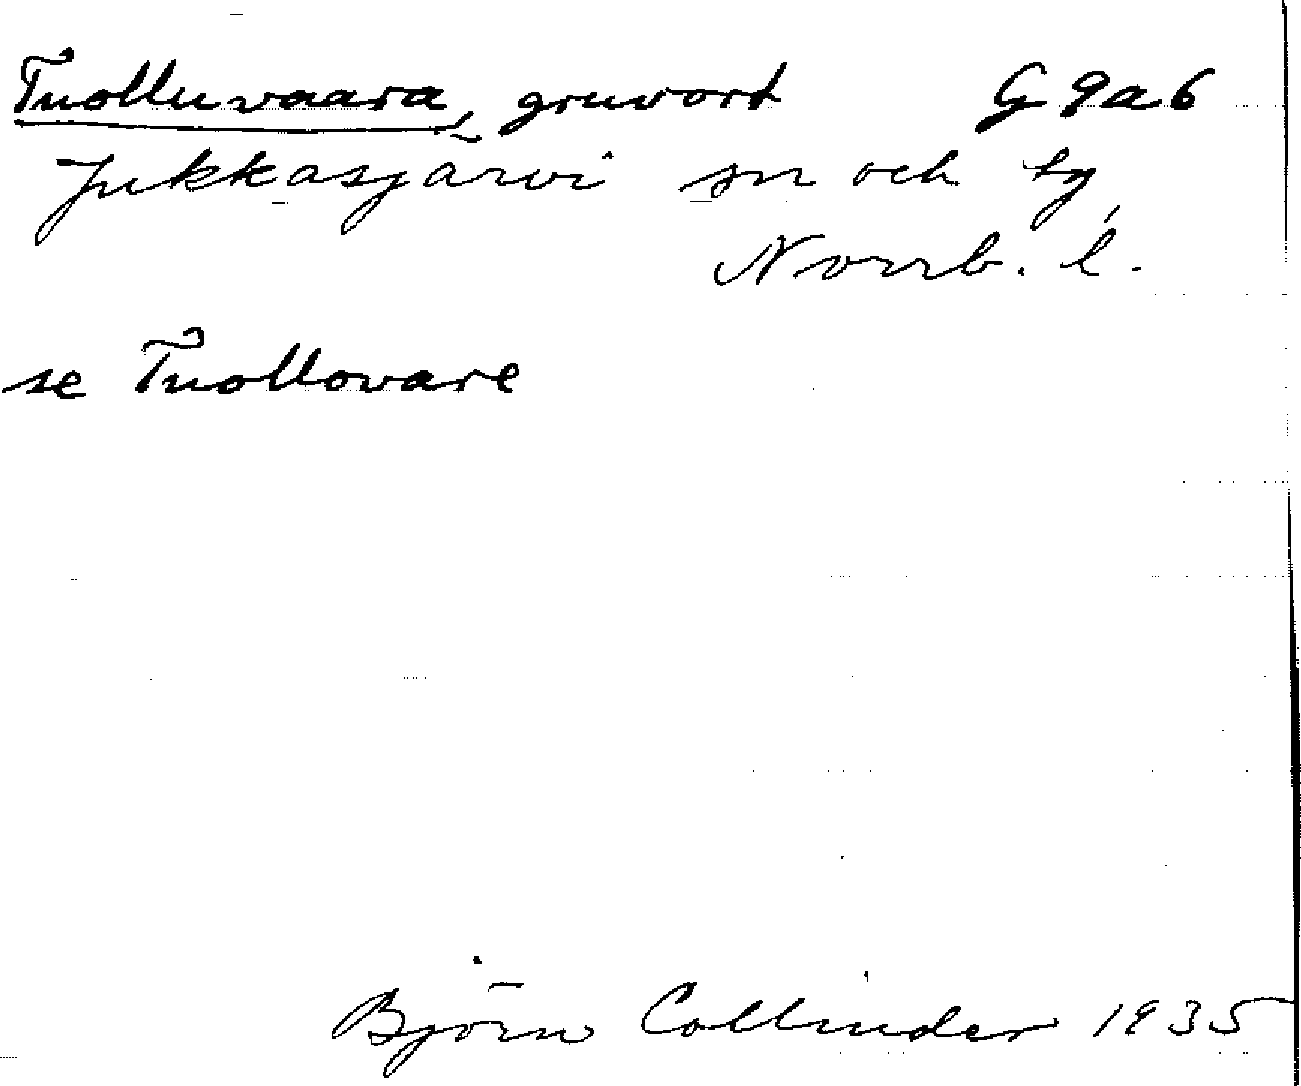 Tuolluvaara, gruvort G 9a6
Jukkasjärvi sn och tg,
Norrb. l.
se Tuollovare
Björn Collinder 1935